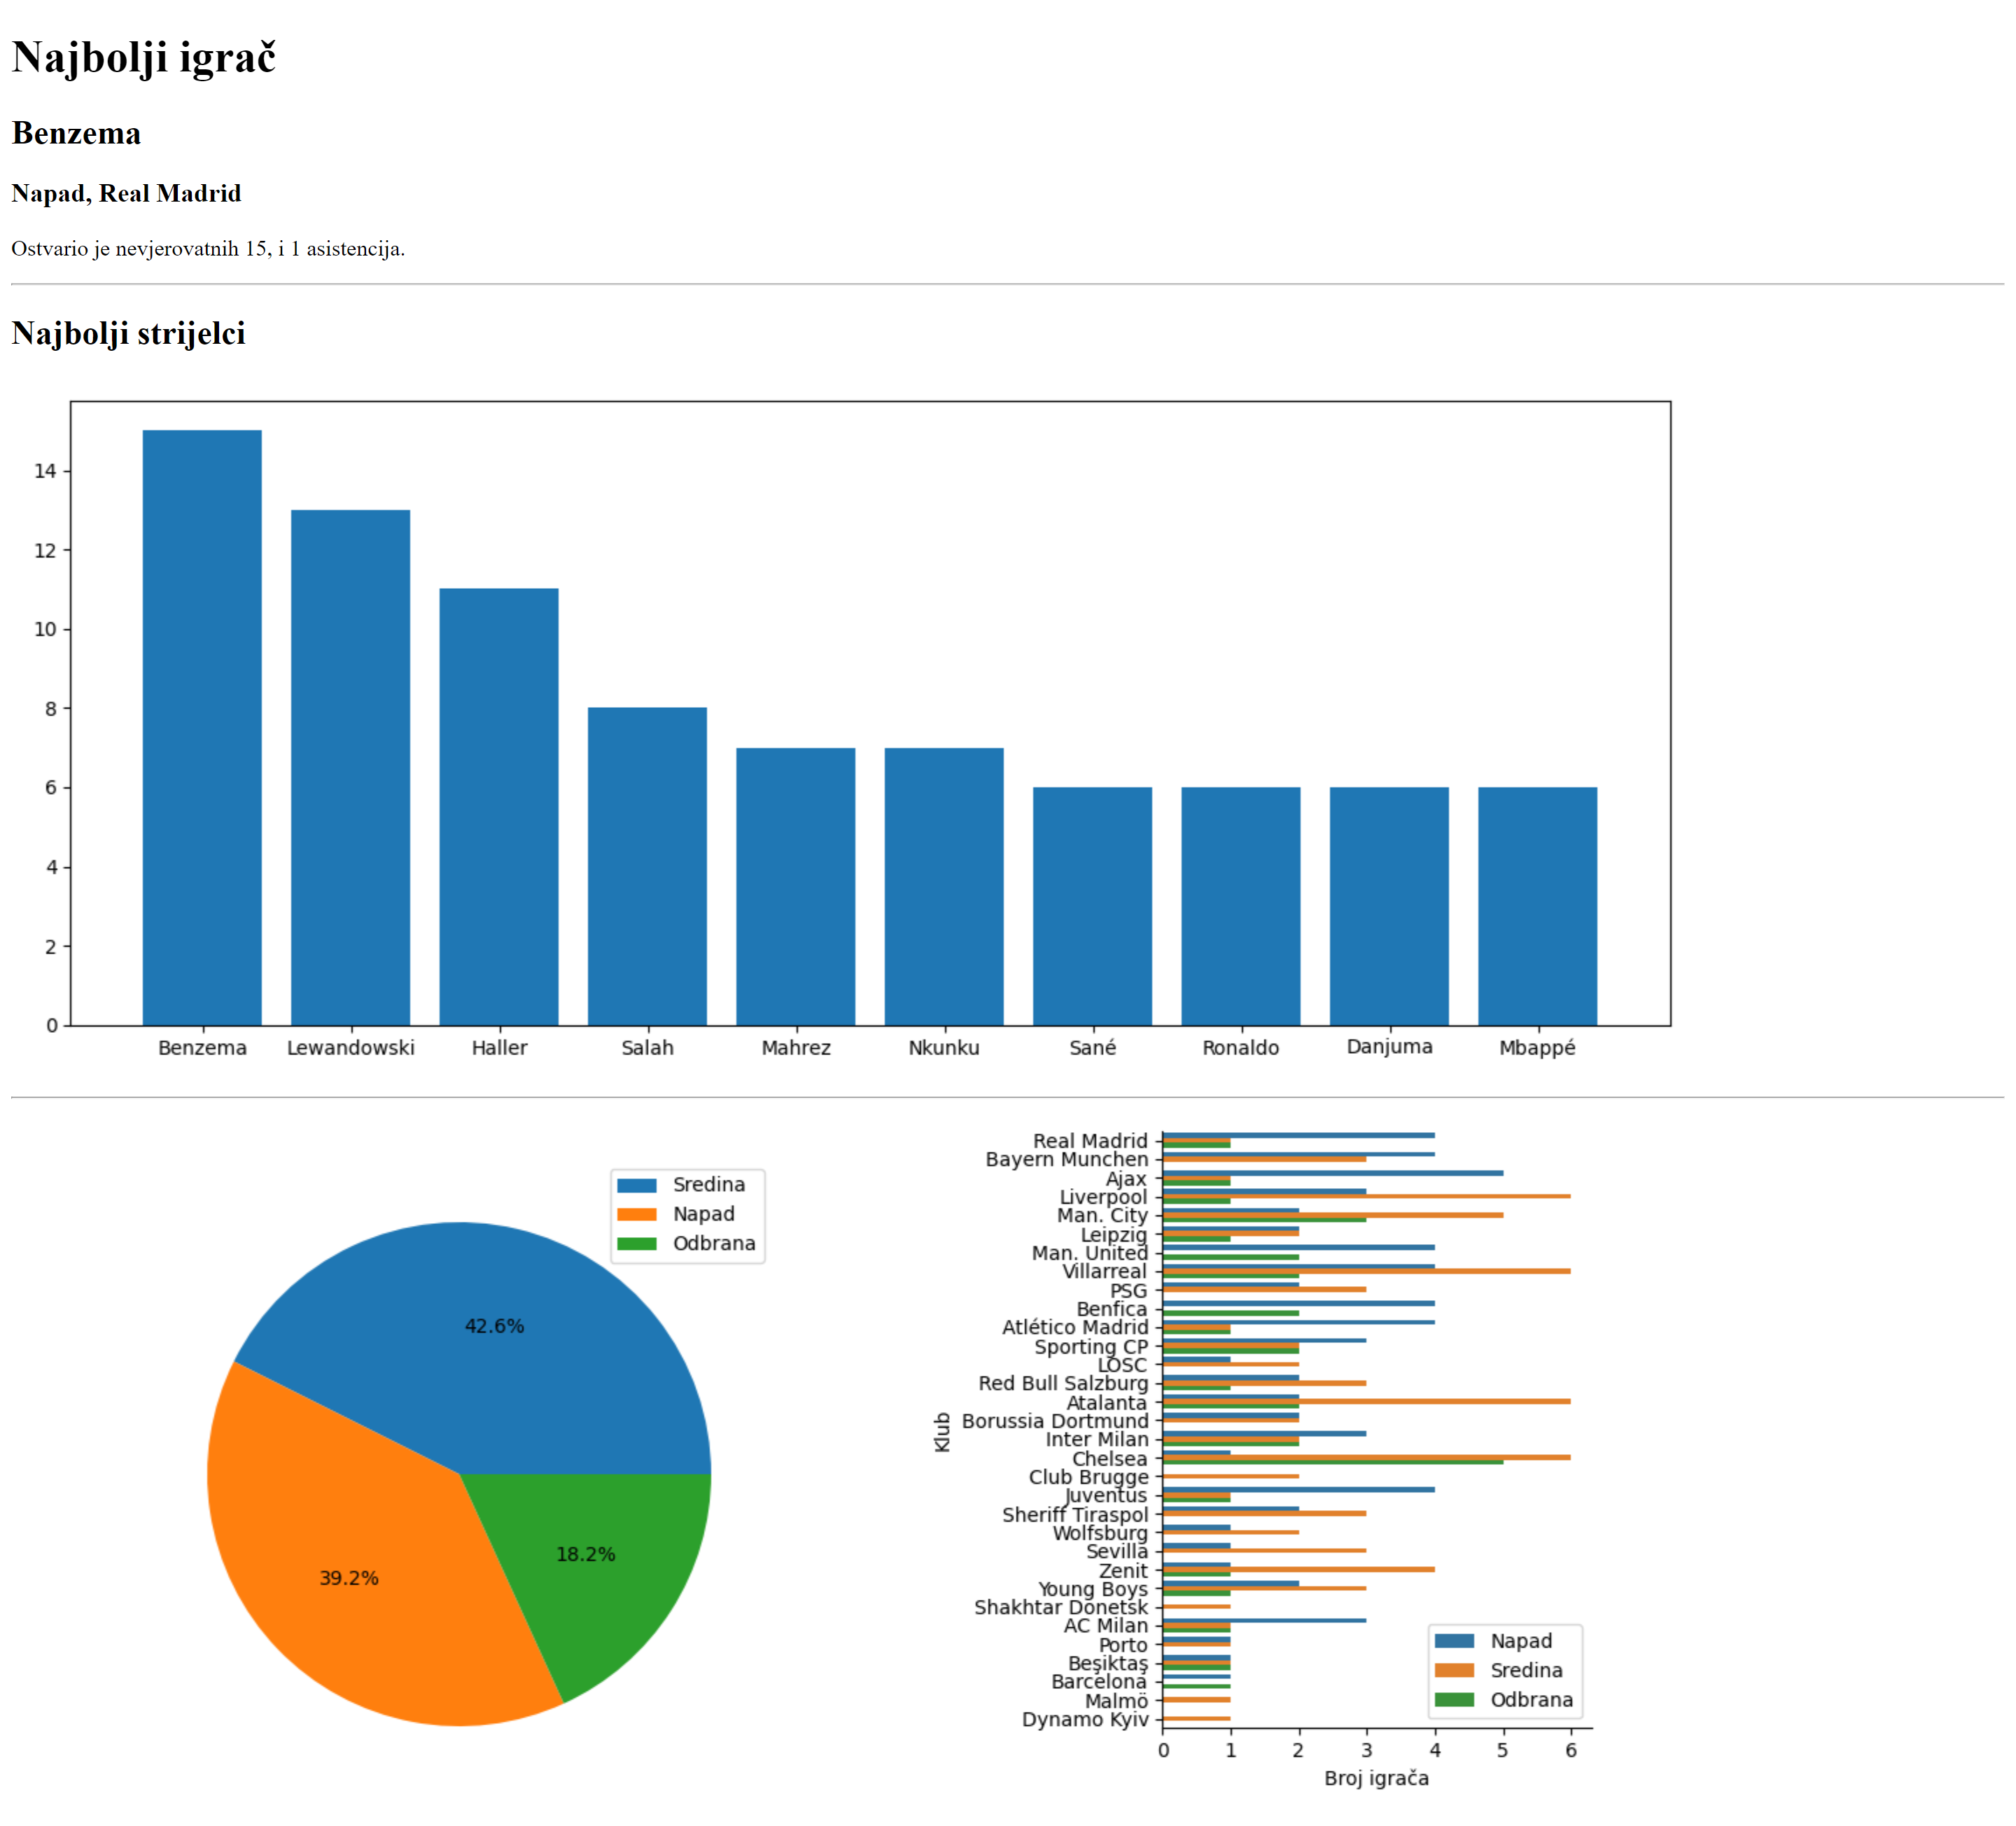 Najbolji igrač
Benzema
Napad, Real Madrid
Ostvario je nevjerovatnih 15, i 1 asistencija.
Najbolji strijelci
14
12
10
8
6
4
2
0
Benzema Lewandowski Haller Salah Mahrez Nkunku Sané Ronaldo Danjuma Mbappé
Sredina
Napad
Odbrana
42.6%
39.2%
18.2%
Klub
Real Madrid
Bayern Munchen
Ajax
Liverpool
Man. City
Leipzig
Man. United
Villarreal
PSG
Benfica
Atlético Madrid
Sporting CP
LOSC
Red Bull Salzburg
Atalanta
Borussia Dortmund
Inter Milan
Chelsea
Club Brugge
Juventus
Sheriff Tiraspol
Wolfsburg
Sevilla
Zenit
Young Boys
Shakhtar Donetsk
AC Milan
Porto
Beşiktaş
Barcelona
Malmö
Dynamo Kyiv
Napad
Sredina
Odbrana
0 1 2 3 4 5 6
Broj igrača